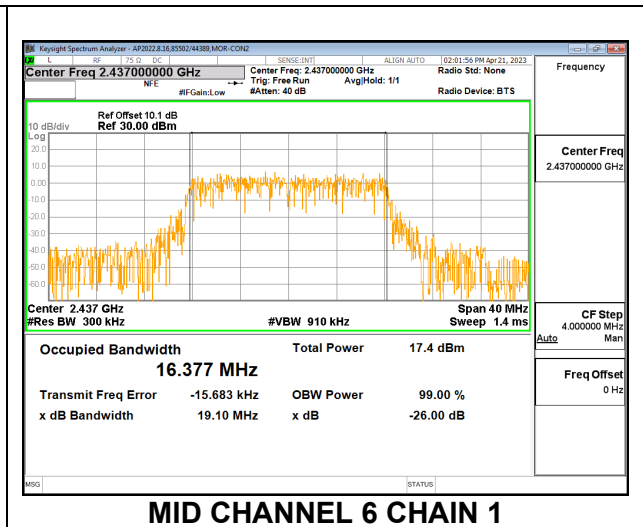 Keysight Spectrum Analyzer - AP2022.8.16,85502/44389,MOR-CON2
L RF 75 Ω DC SENSE:INT ALIGN AUTO 02:01:56 PM Apr 21, 2023
Center Freq 2.437000000 GHz
NFE
#IFGain:Low
Center Freq: 2.437000000 GHz
Trig: Free Run Avg|Hold: 1/1
#Atten: 40 dB
Radio Std: None
Radio Device: BTS
Frequency
Ref Offset 10.1 dB
10 dB/div Ref 30.00 dBm
Log
20.0
10.0
0.00
-10.0
-20.0
-30.0
-40.0
-50.0
-60.0
Center 2.437 GHz Span 40 MHz
#Res BW 300 kHz #VBW 910 kHz Sweep 1.4 ms
Occupied Bandwidth Total Power 17.4 dBm
16.377 MHz
Transmit Freq Error -15.683 kHz OBW Power 99.00 %
x dB Bandwidth 19.10 MHz x dB -26.00 dB
Center Freq
2.437000000 GHz
CF Step
4.000000 MHz
Auto Man
Freq Offset
0 Hz
MSG STATUS
MID CHANNEL 6 CHAIN 1